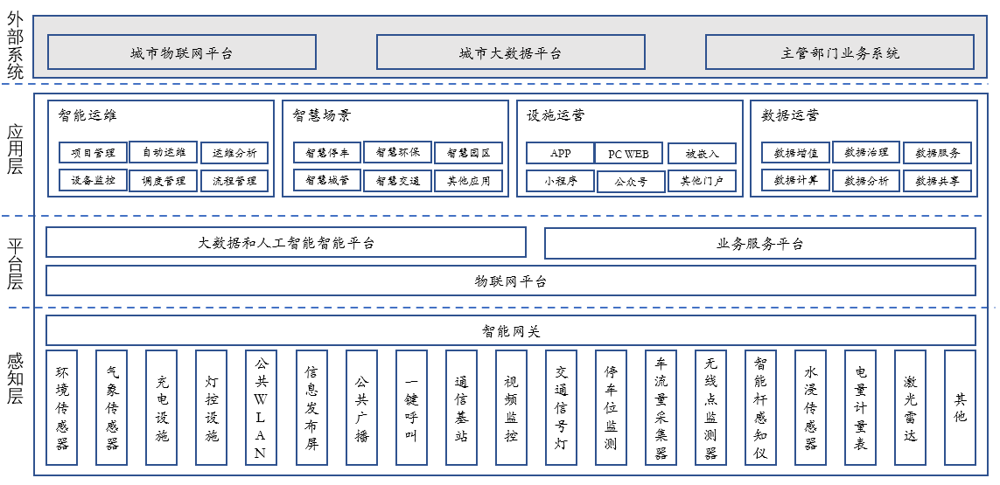 外部系统
城市物联网平台
城市大数据平台
主管部门业务系统
应用层
智能运维
项目管理
自动运维
运维分析
设备监控
调度管理
流程管理
智慧场景
智慧停车
智慧环保
智慧园区
智慧城管
智慧交通
其他应用
设施运营
APP
PC WEB
被嵌入
小程序
公众号
其他门户
数据运营
数据增值
数据治理
数据服务
数据计算
数据分析
数据共享
平台层
大数据和人工智能智能平台
业务服务平台
物联网平台
感知层
智能网关
环境传感器
气象传感器
充电设施
灯控设施
公共WLAN
信息发布屏
公共广播
一键呼叫
通信基站
视频监控
交通信号灯
停车位监测
车流量采集器
无线点监测器
智能杆感知仪
水浸传感器
电量计量表
激光雷达
其他